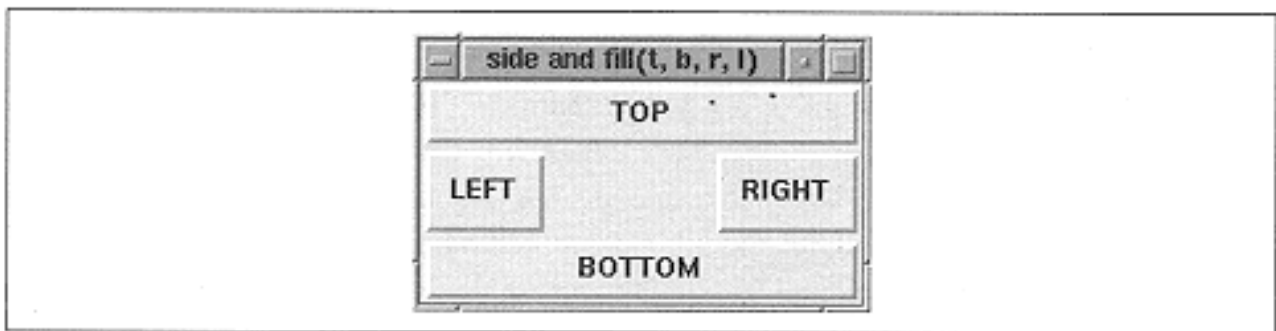 side and fill(t, b, r, l)
TOP
LEFT
RIGHT
BOTTOM